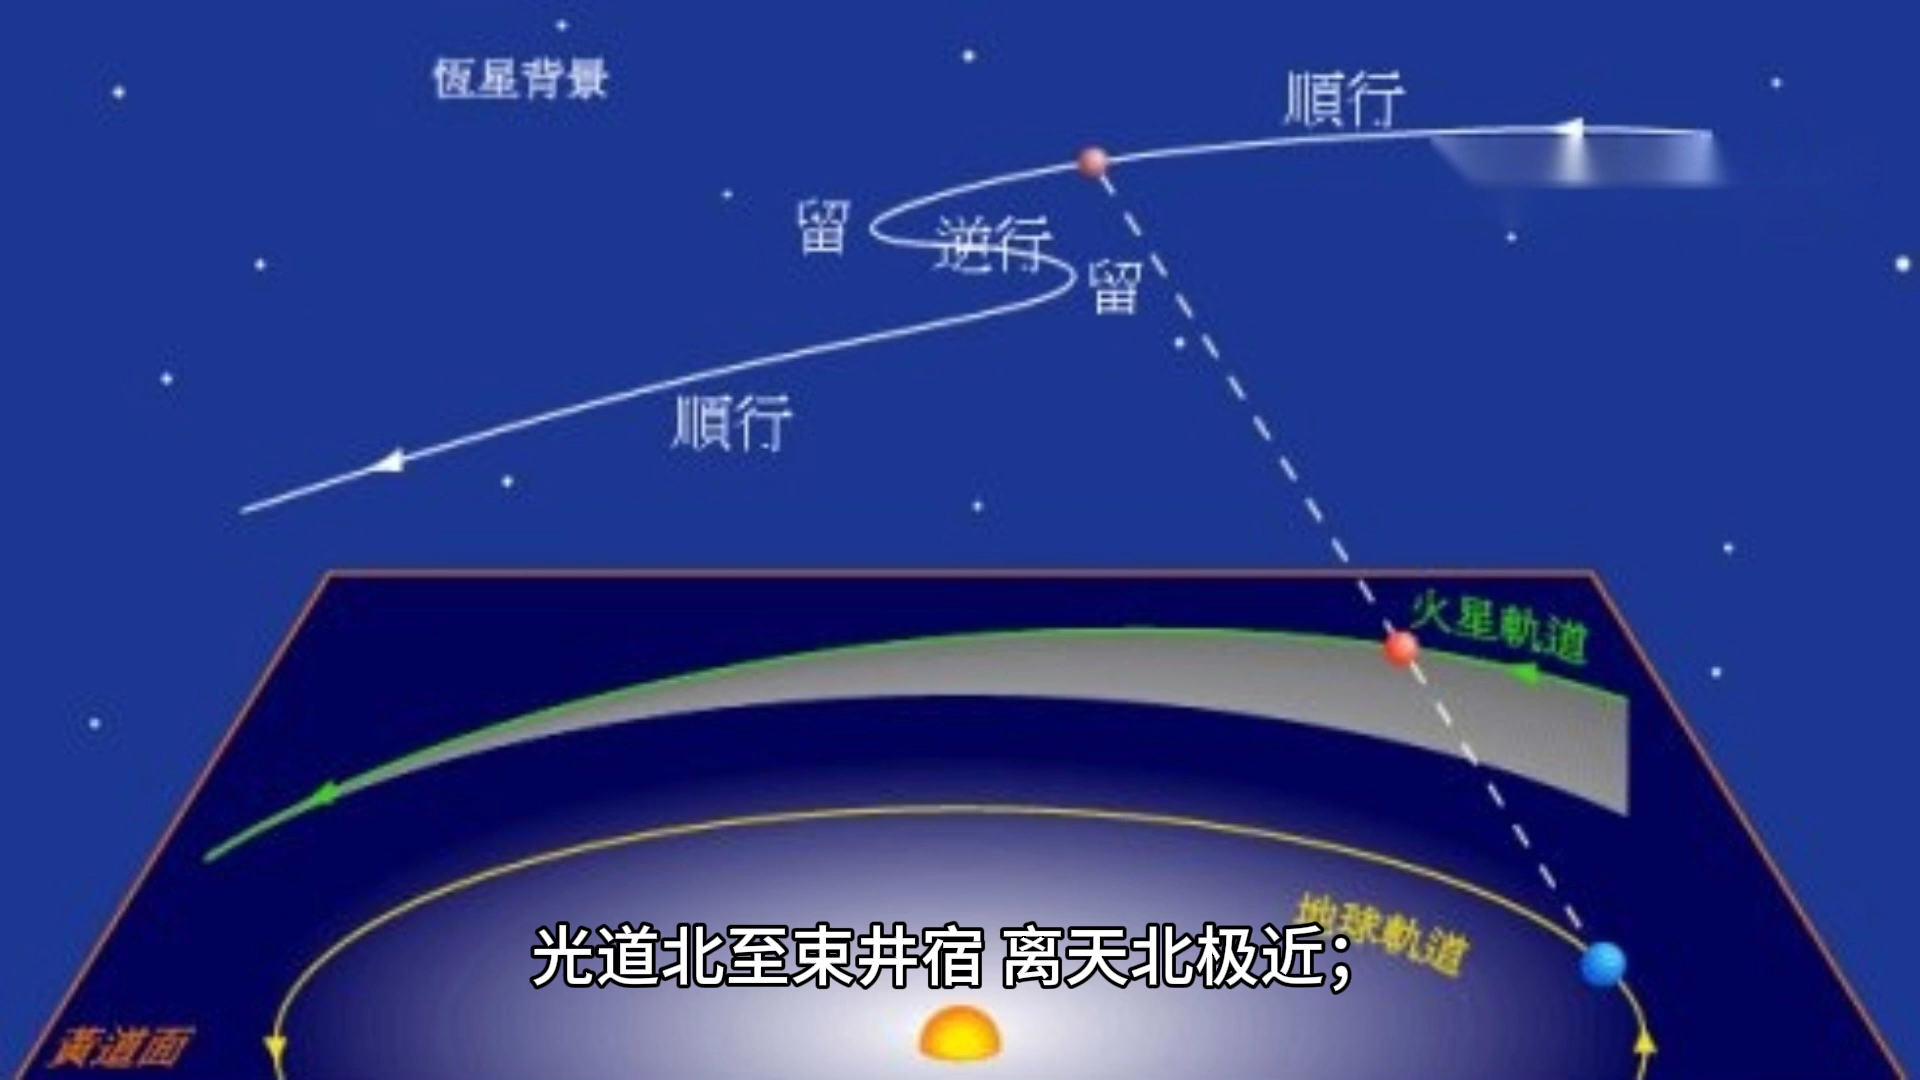 恆星背景
順行
留
逆行
留
順行
火星軌道
地球軌道
光道北至束井宿 离天北极近；
黃道面